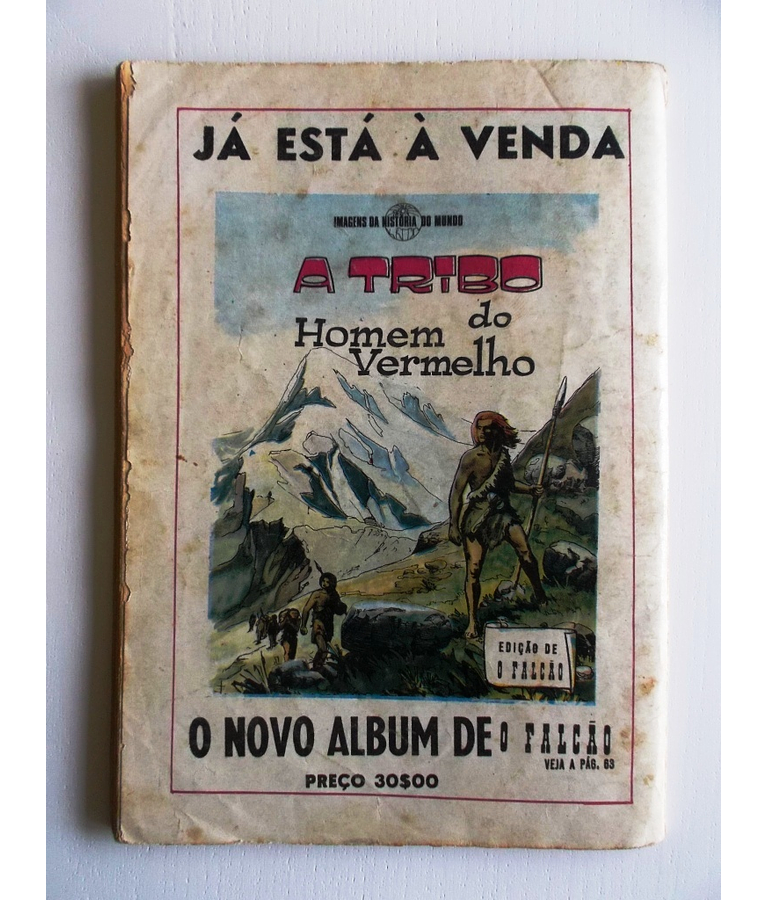 JÁ ESTÁ À VENDA
IMAGENS DA HISTÓRIA DO MUNDO
A TRIBO
do
Homem
Vermelho
EDIÇÃO DE
O FALCÃO
O NOVO ALBUM DE O FALCÃO
VEJA A PÁG. 63
PREÇO 30$00